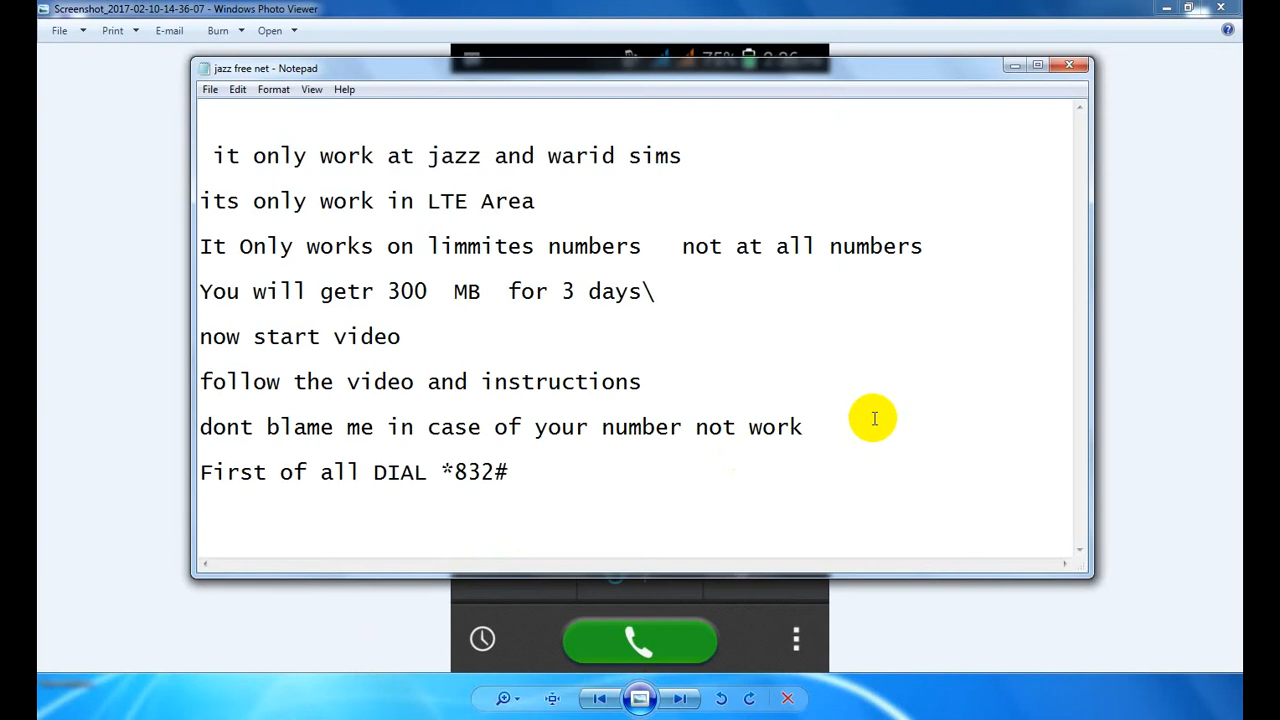 Screenshot_2017-02-10-14-36-07 - Windows Photo Viewer
File Print E-mail Burn Open
75% 2:36
jazz free net - Notepad
File Edit Format View Help
it only work at jazz and warid sims
its only work in LTE Area
It Only works on limmites numbers not at all numbers
You will getr 300 MB for 3 days\
now start video
follow the video and instructions
dont blame me in case of your number not work
First of all DIAL *832#